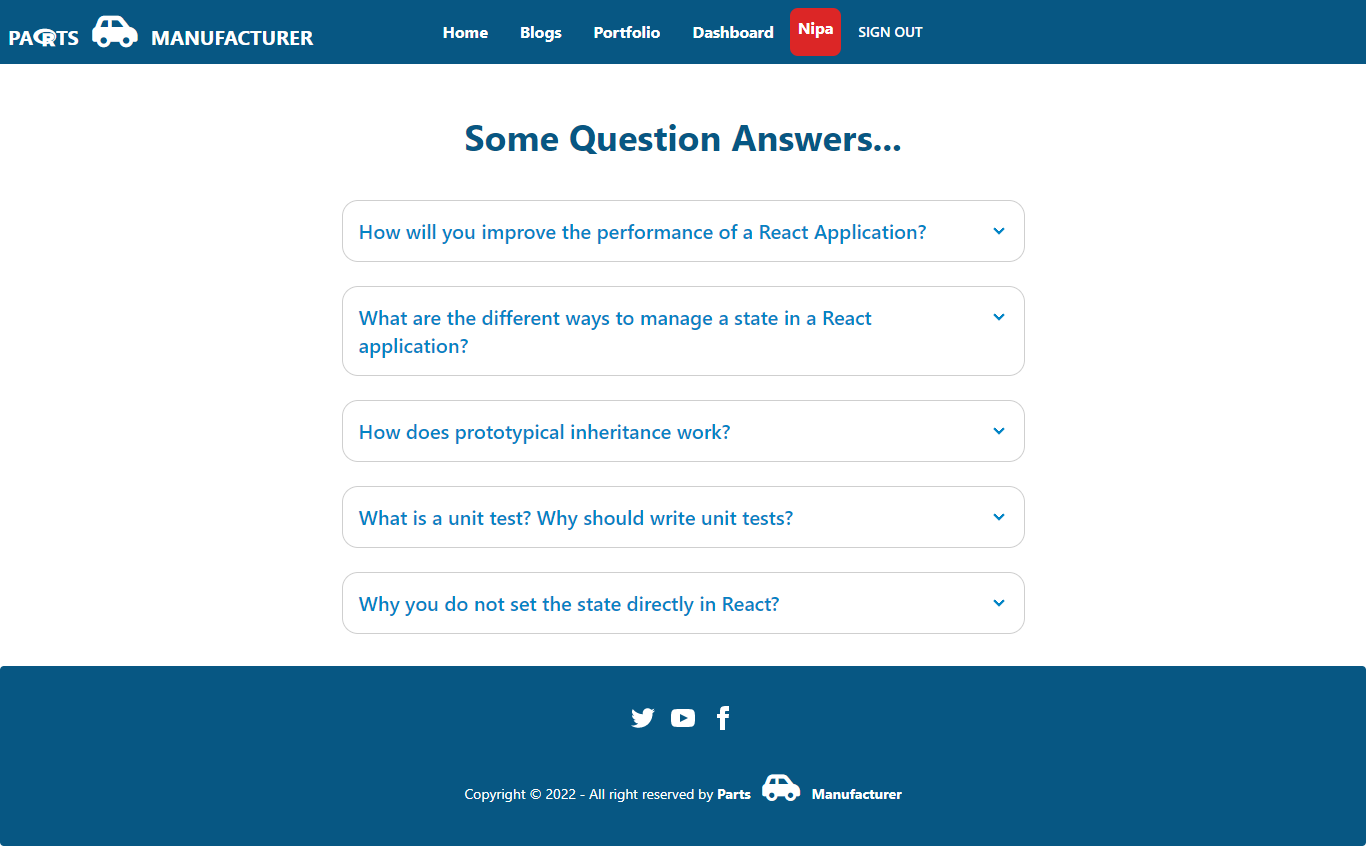 PARTS MANUFACTURER
Home Blogs Portfolio Dashboard Nipa SIGN OUT
Some Question Answers...
How will you improve the performance of a React Application?
What are the different ways to manage a state in a React
application?
How does prototypical inheritance work?
What is a unit test? Why should write unit tests?
Why you do not set the state directly in React?
Copyright © 2022 - All right reserved by Parts Manufacturer